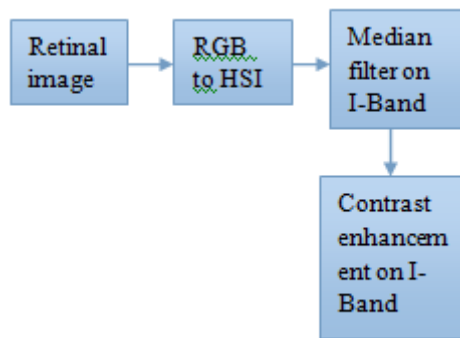 Retinal
image
RGB
to HSI
Median
filter on
I-Band
Contrast
enhancem
ent on I-
Band